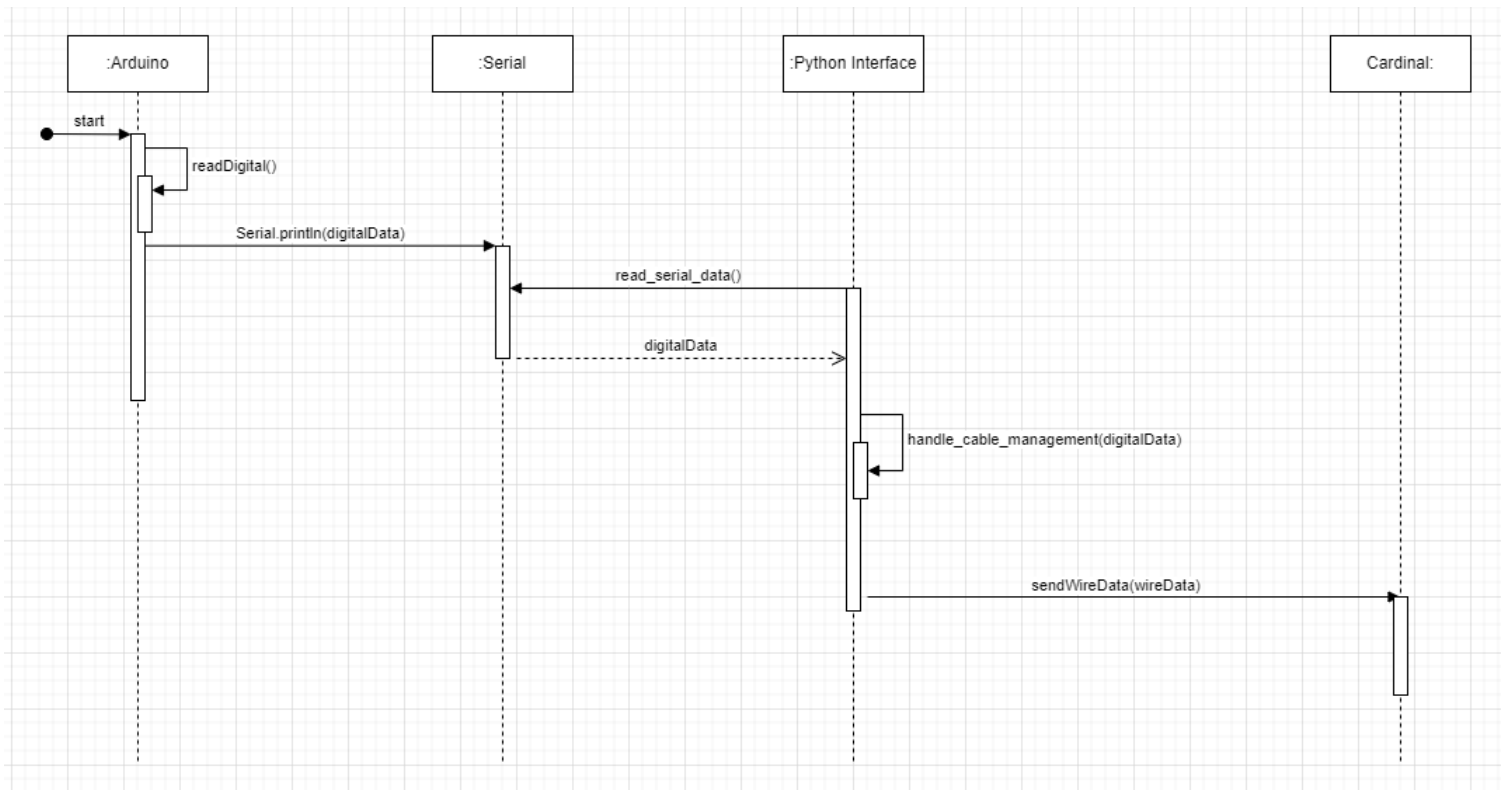 :Arduino
:Serial
:Python Interface
Cardinal:
start
readDigital()
Serial.println(digitalData)
read_serial_data()
digitalData
handle_cable_management(digitalData)
sendWireData(wireData)